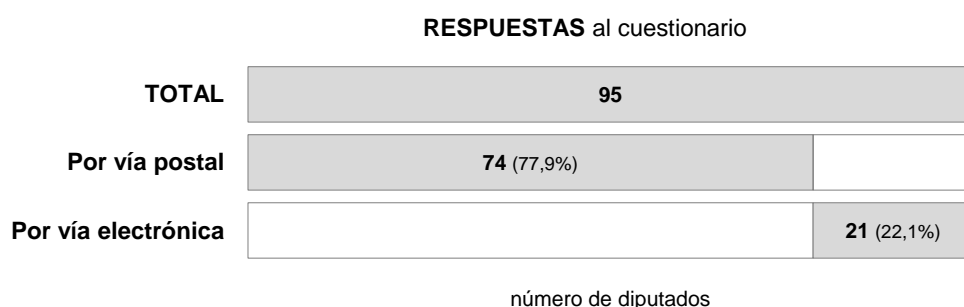 RESPUESTAS al cuestionario
TOTAL 95
Por vía postal 74 (77,9%)
Por vía electrónica 21 (22,1%)
número de diputados